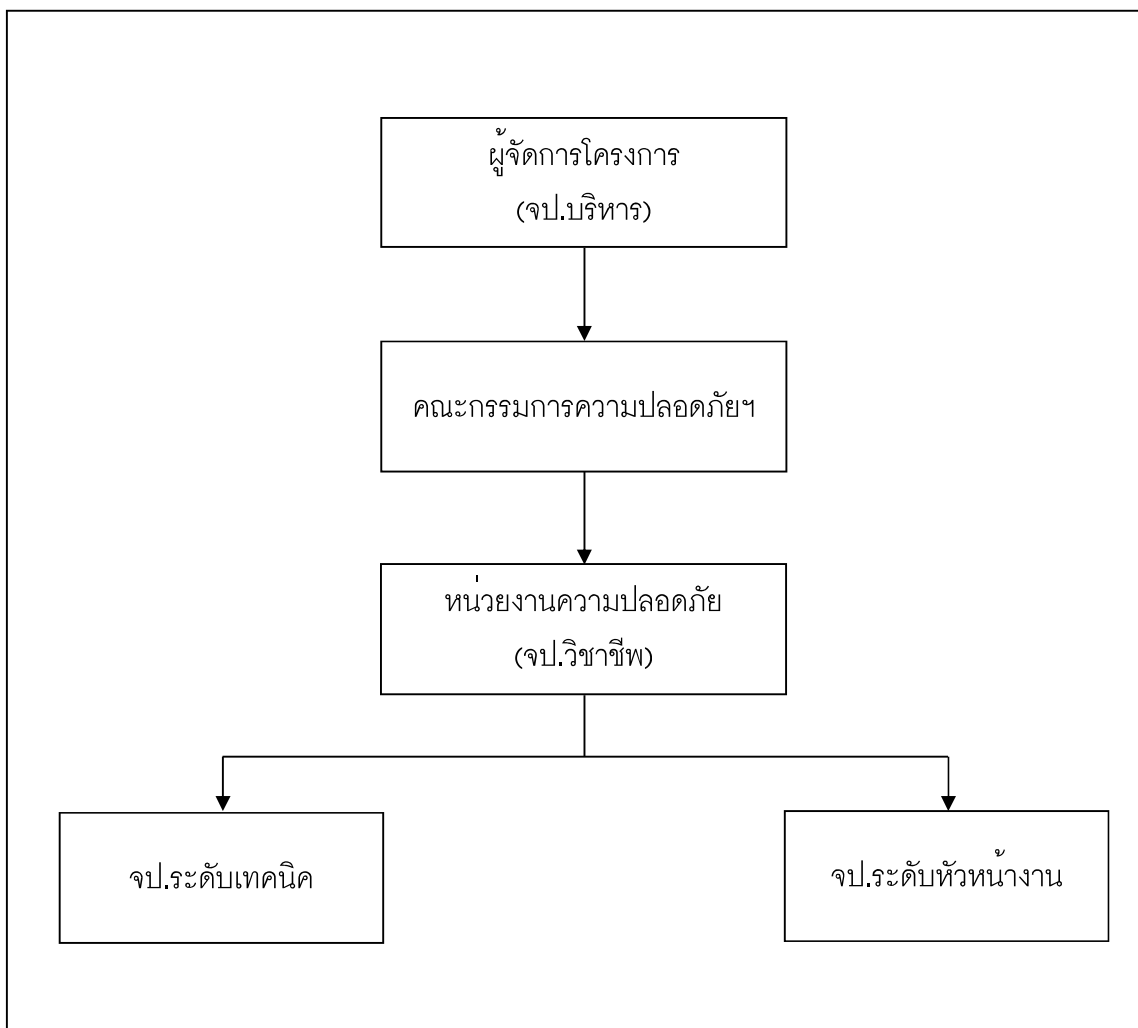 ผู้จัดการโครงการ
(จป.บริหาร)
คณะกรรมการความปลอดภัยฯ
หน่วยงานความปลอดภัย
(จป.วิชาชีพ)
จป.ระดับเทคนิค
จป.ระดับหัวหน้างาน